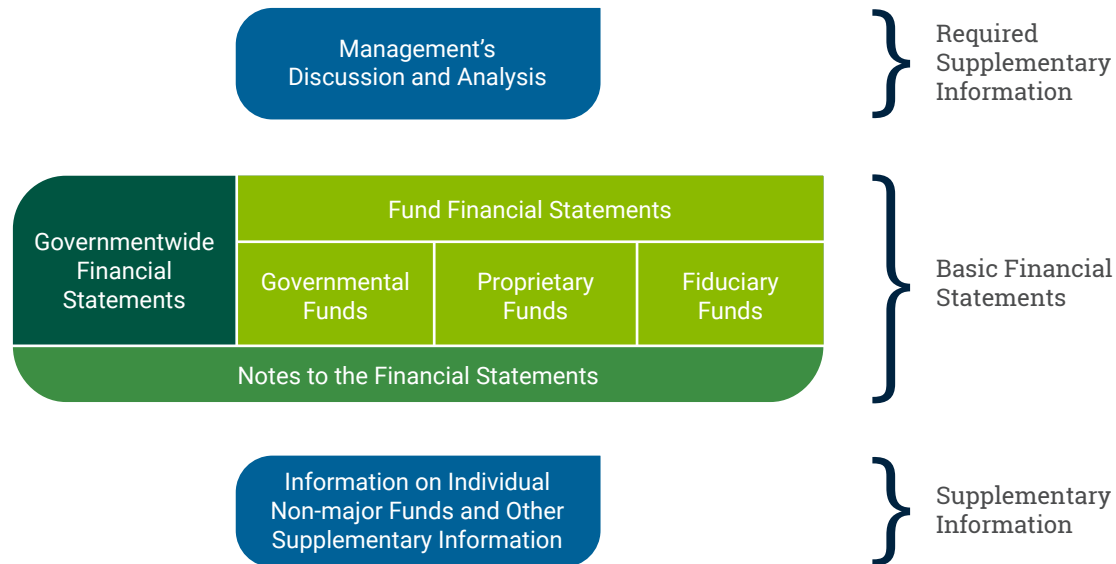 Management’s
Discussion and Analysis
Required
Supplementary
Information
Governmentwide
Financial
Statements
Fund Financial Statements
Governmental
Funds
Proprietary
Funds
Fiduciary
Funds
Notes to the Financial Statements
Basic Financial
Statements
Information on Individual
Non-major Funds and Other
Supplementary Information
Supplementary
Information